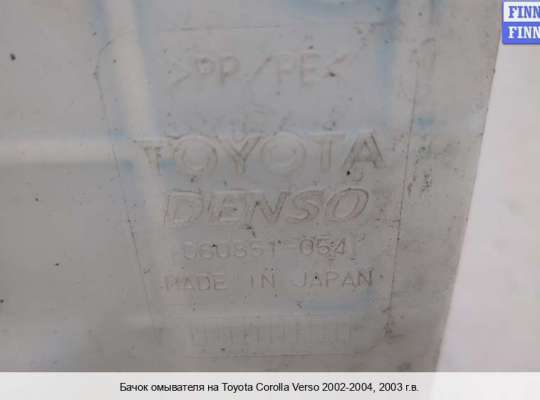 FINN
FINN
>PP/PE<
TOYOTA
DENSO
060851-0541
MADE IN JAPAN
Бачок омывателя на Toyota Corolla Verso 2002-2004, 2003 г.в.